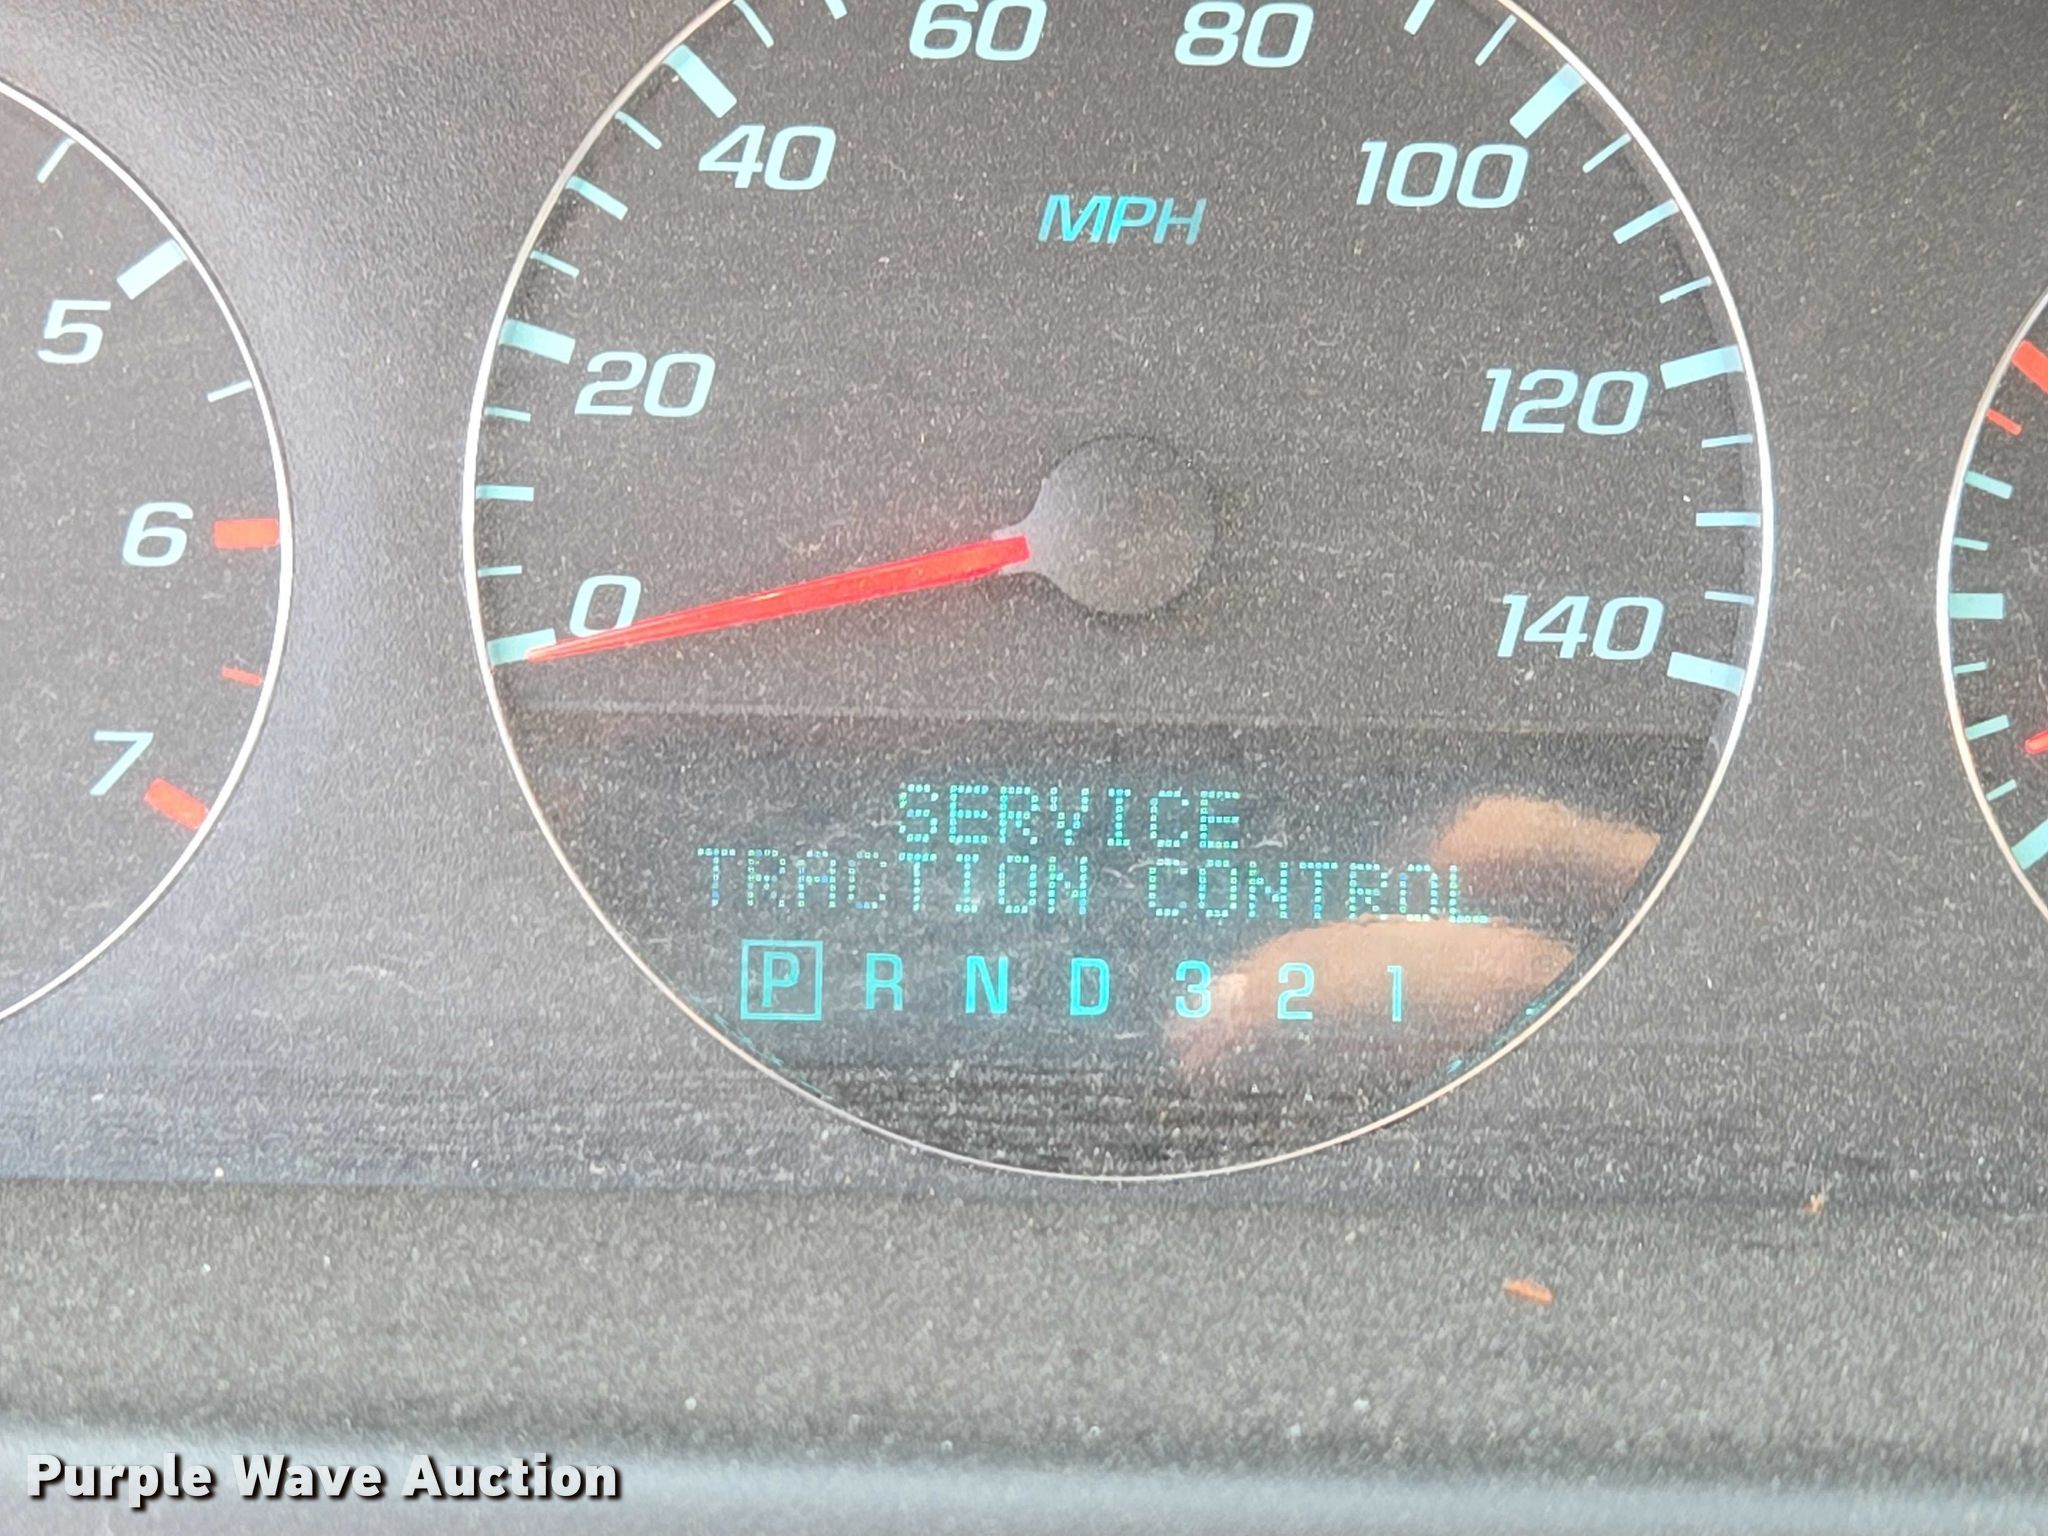 60 80
40 100
MPH
5
20 120
6
0 140
7
SERVICE
TRACTION CONTROL
P R N D 3 2 1
Purple Wave Auction